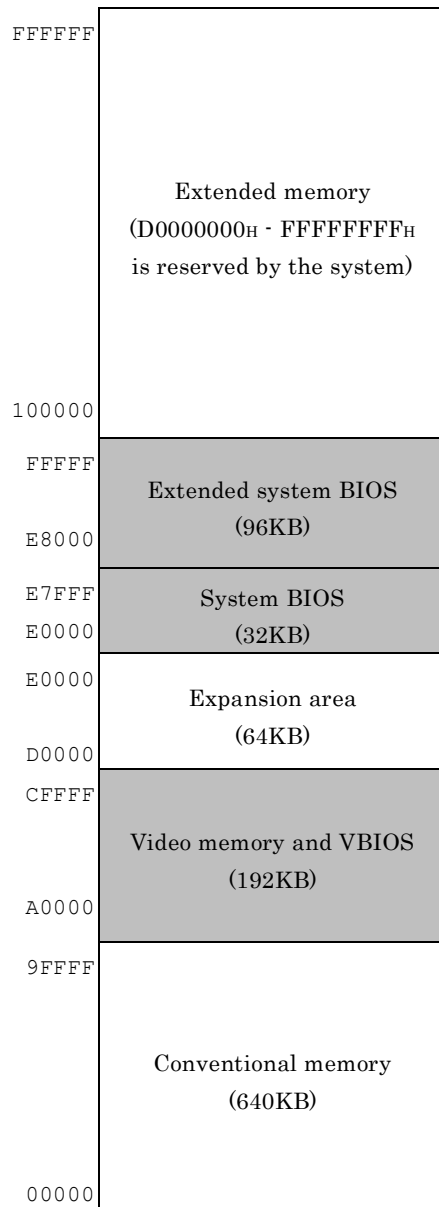 FFFFFF
Extended memory
(D0000000H - FFFFFFFFH
is reserved by the system)
100000
FFFFF
Extended system BIOS
(96KB)
E8000
E7FFF
System BIOS
E0000
(32KB)
E0000
Expansion area
(64KB)
D0000
CFFFF
Video memory and VBIOS
(192KB)
A0000
9FFFF
Conventional memory
(640KB)
00000